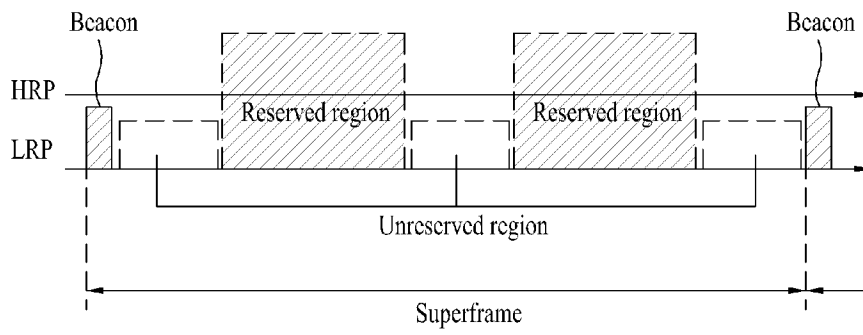 Beacon
Beacon
HRP
Reserved region
Reserved region
LRP
Unreserved region
Superframe